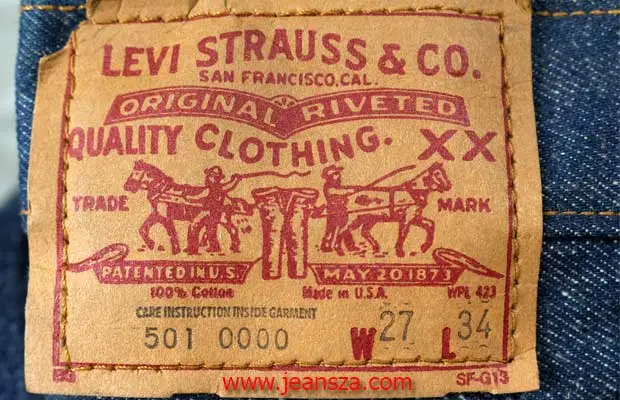 LEVI STRAUSS & CO.
SAN FRANCISCO, CAL.
ORIGINAL RIVETED
QUALITY CLOTHING. XX
TRADE MARK
PATENTED IN U.S. MAY 20 1873
100% Cotton Made in U.S.A. WPL 423
CARE INSTRUCTION INSIDE GARMENT
501 0000 W 27 L 34
SF-G13
www.jeansza.com